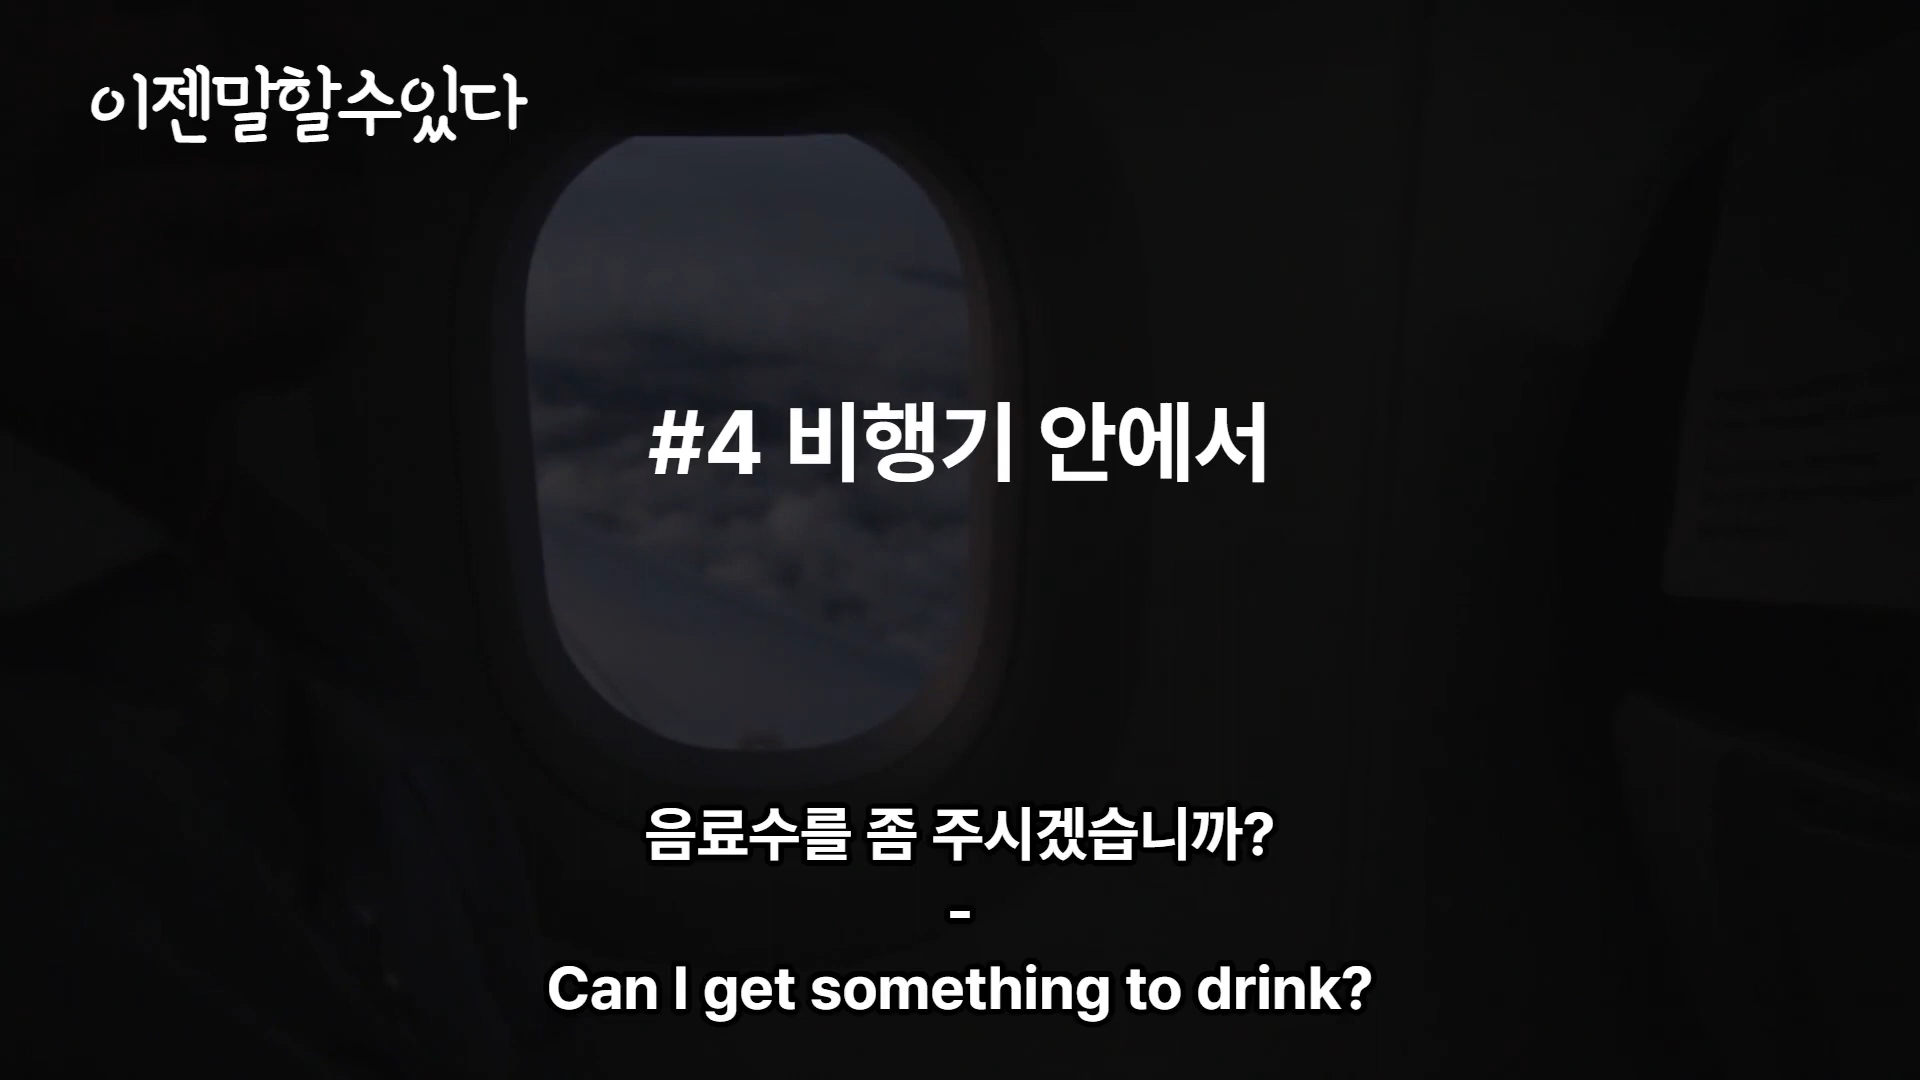 이젠말할수있다
#4 비행기 안에서
음료수를 좀 주시겠습니까?
-
Can I get something to drink?